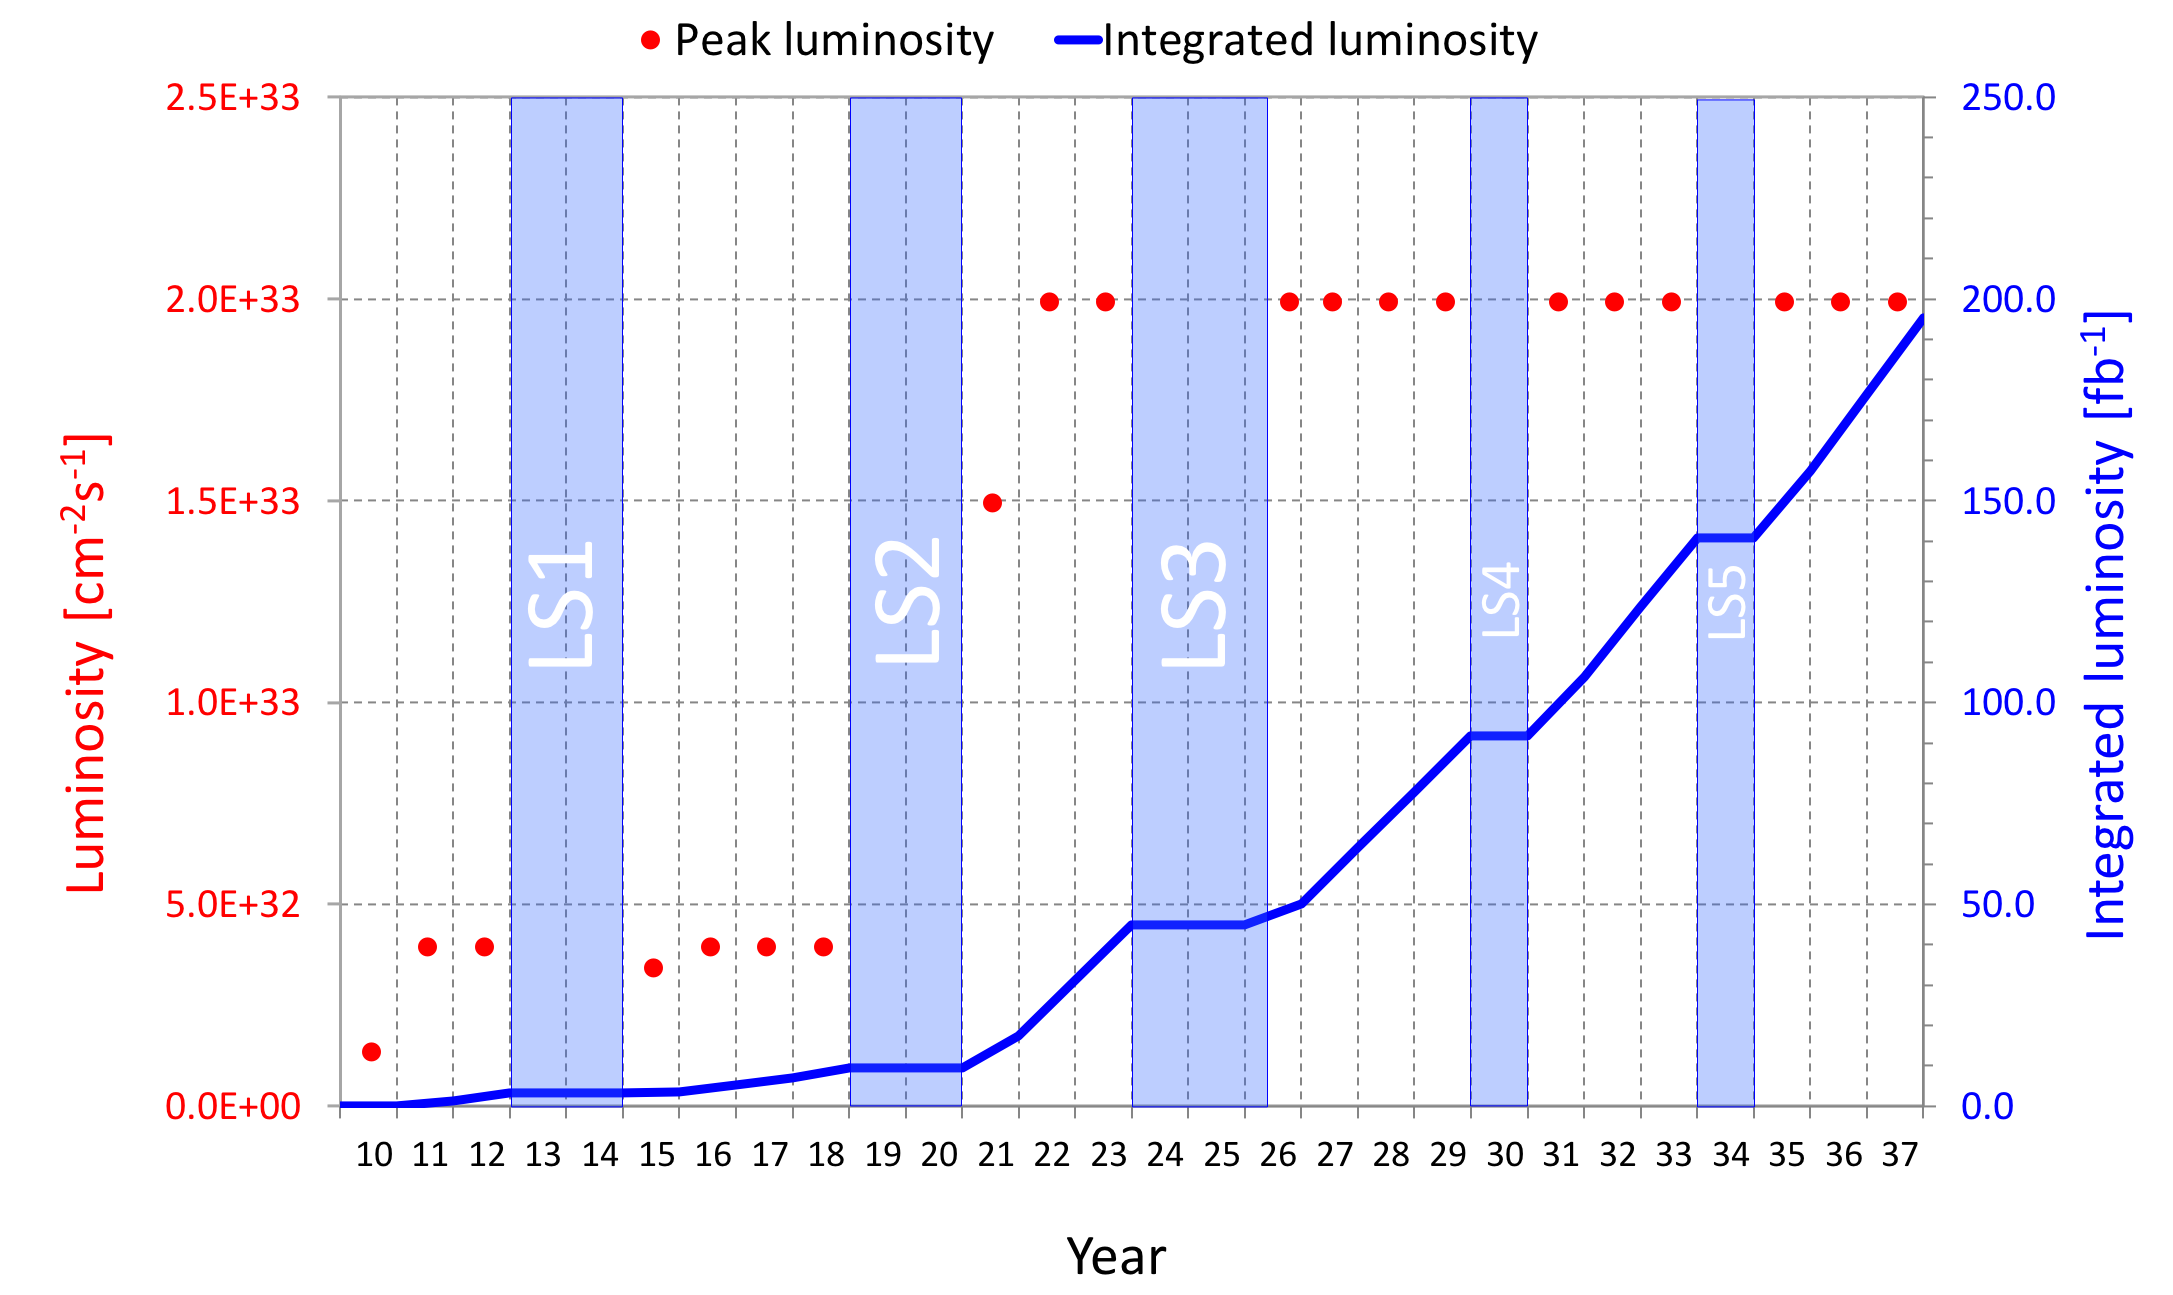 Peak luminosity Integrated luminosity
2.5E+33
2.0E+33
1.5E+33
1.0E+33
5.0E+32
0.0E+00
Luminosity [cm⁻²s⁻¹]
LS1
LS2
LS3
LS4
LS5
250.0
200.0
150.0
100.0
50.0
0.0
Integrated luminosity [fb⁻¹]
10 11 12 13 14 15 16 17 18 19 20 21 22 23 24 25 26 27 28 29 30 31 32 33 34 35 36 37
Year